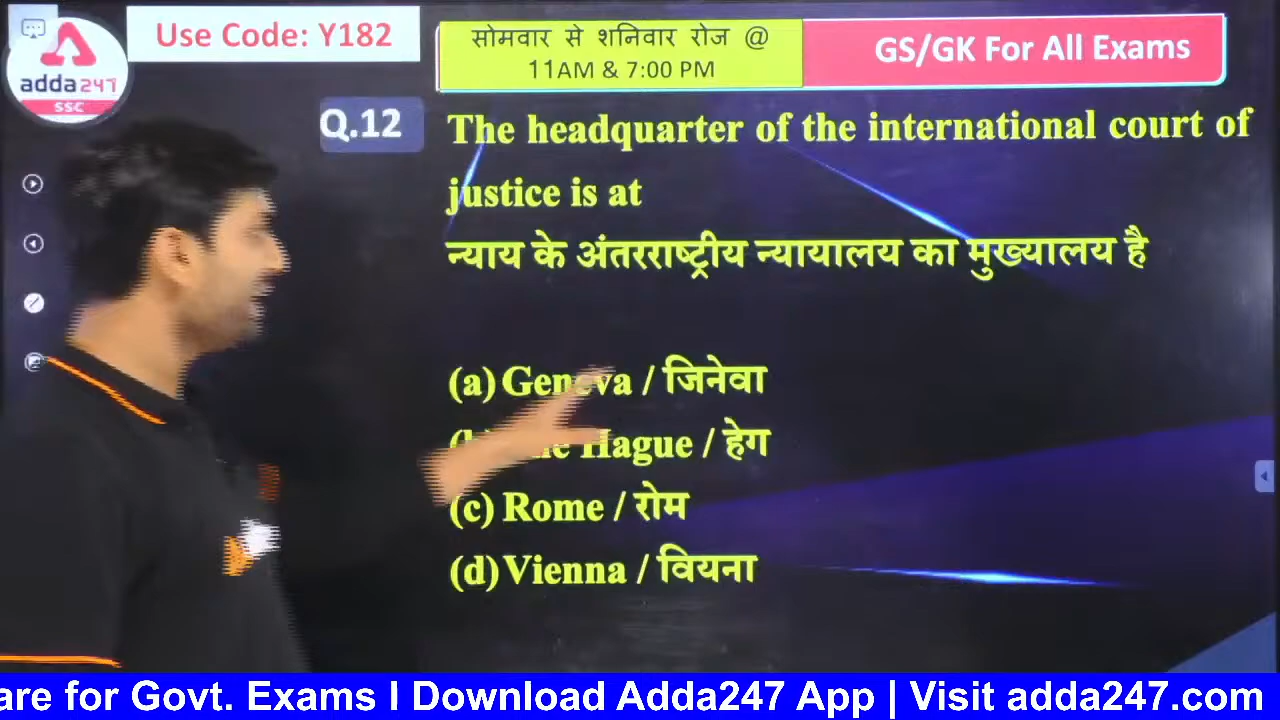 Use Code: Y182
सोमवार से शनिवार रोज @
11AM & 7:00 PM
GS/GK For All Exams
adda247
SSC
Q.12
The headquarter of the international court of
justice is at
न्याय के अंतरराष्ट्रीय न्यायालय का मुख्यालय है
(a) Geneva / जिनेवा
Hague / हेग
(c) Rome / रोम
(d) Vienna / वियना
are for Govt. Exams I Download Adda247 App | Visit adda247.com